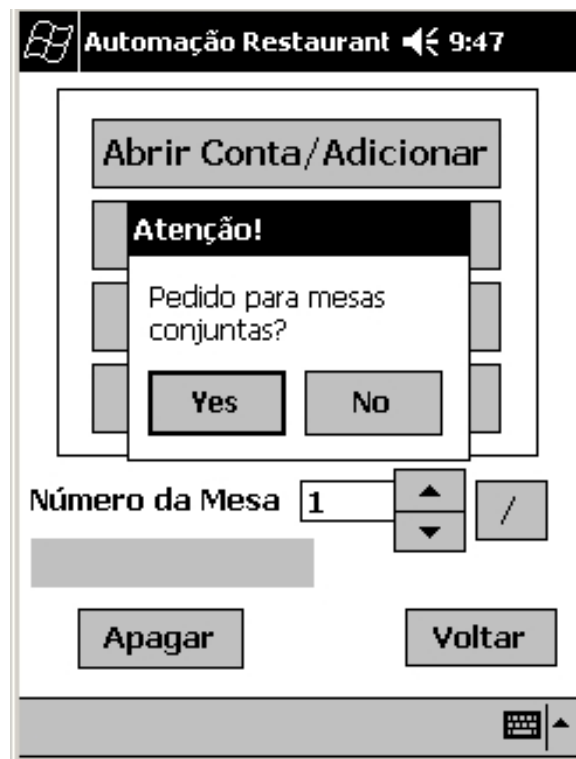 Automação Restaurant 9:47
Abrir Conta/Adicionar
Atenção!
Pedido para mesas
conjuntas?
Yes No
Número da Mesa 1 /
Apagar Voltar